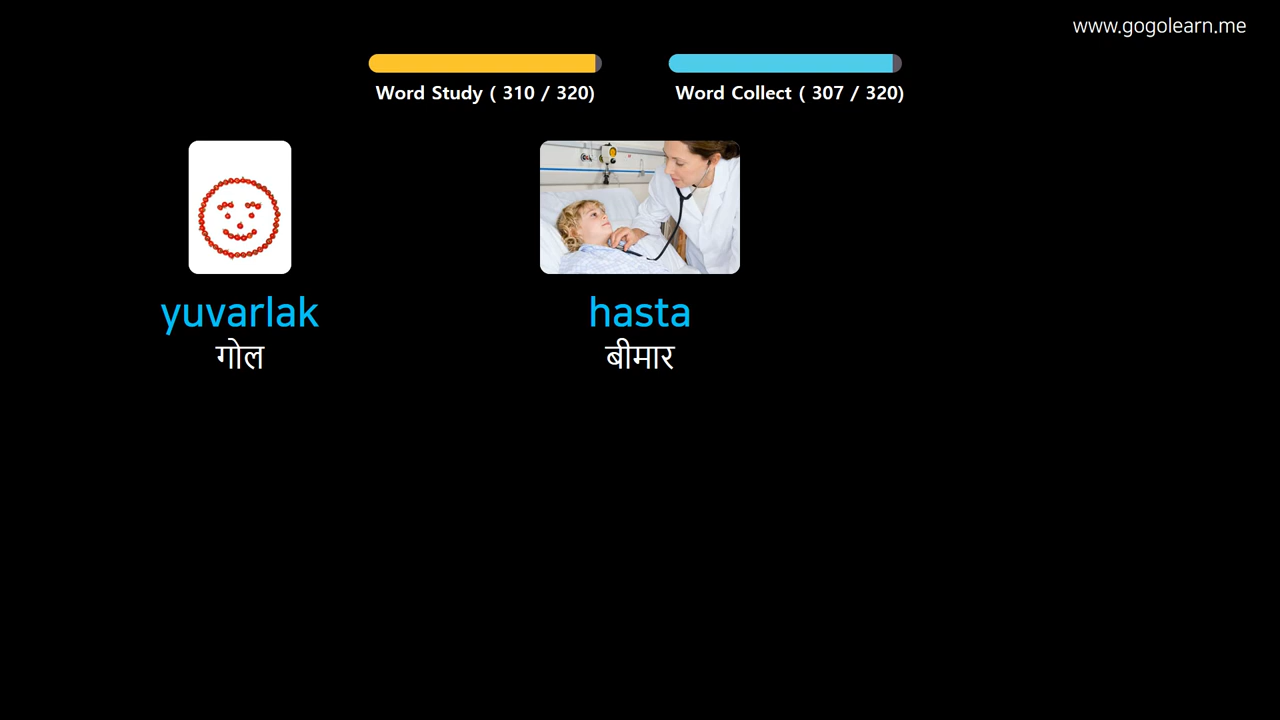 www.gogolearn.me
Word Study ( 310 / 320)
Word Collect ( 307 / 320)
yuvarlak
गोल
hasta
बीमार